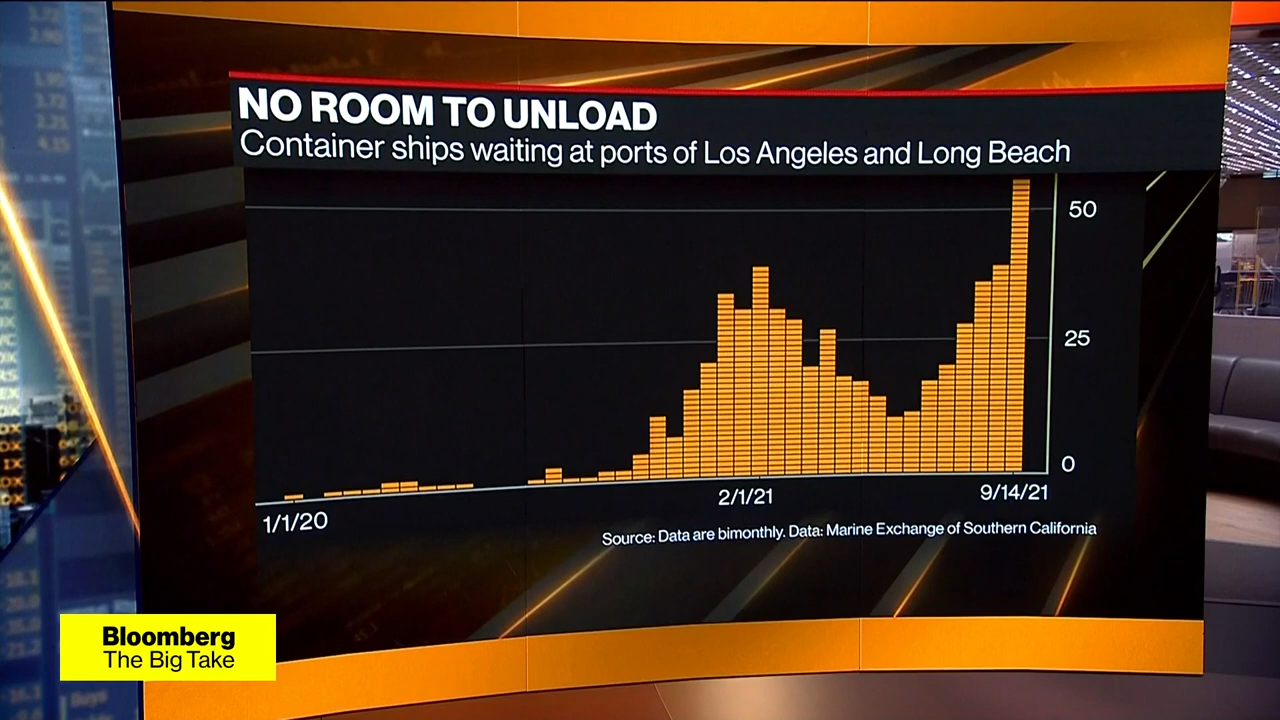 NO ROOM TO UNLOAD
Container ships waiting at ports of Los Angeles and Long Beach
50
25
0
1/1/20
2/1/21
9/14/21
Source: Data are bimonthly. Data: Marine Exchange of Southern California
Bloomberg
The Big Take